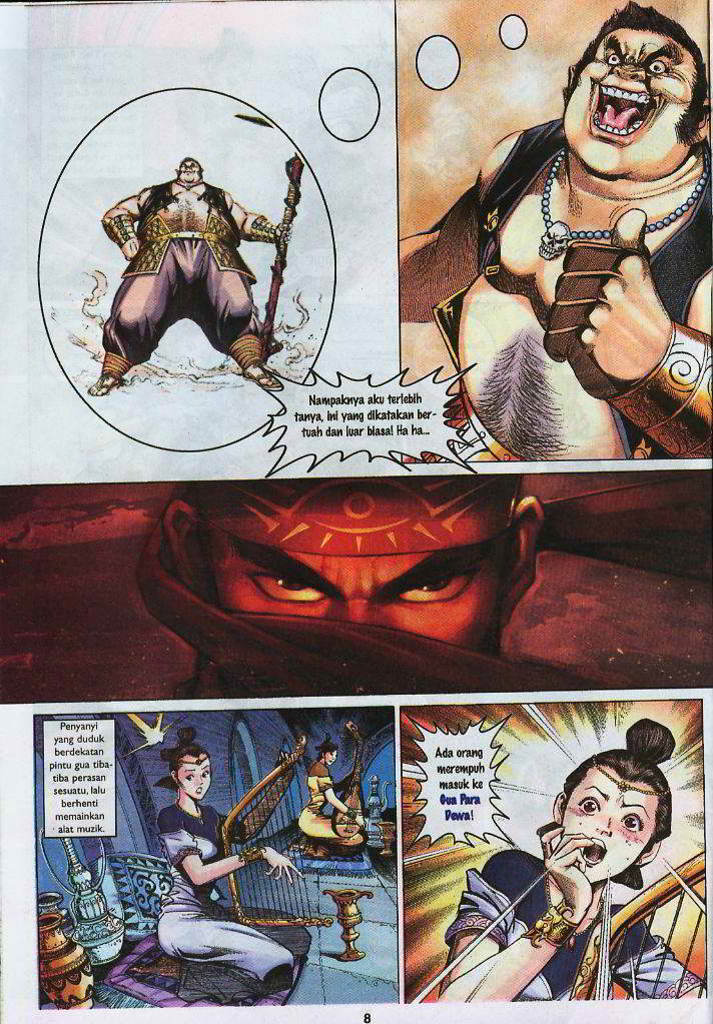 Nampaknya aku terlebih
tanya, ini yang dikatakan ber-
tuah dan luar biasa! Ha ha...
Penyanyi
yang duduk
berdekatan
pintu gua tiba-
tiba perasan
sesuatu, lalu
berhenti
memainkan
alat muzik.
Ada orang
merempuh
masuk ke
Gua Para
Dewa!
8